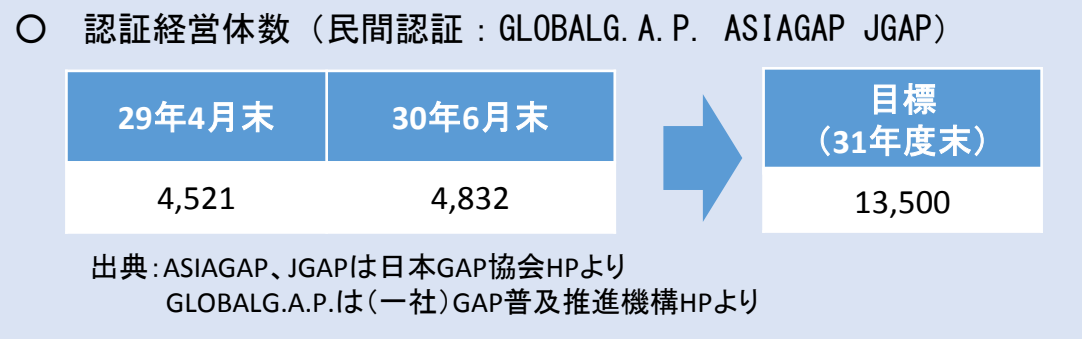 ○ 認証経営体数（民間認証：GLOBALG.A.P. ASIAGAP JGAP）
29年4月末 30年6月末
4,521 4,832
目標
（31年度末）
13,500
出典：ASIAGAP、JGAPは日本GAP協会HPより
GLOBALG.A.P.は（一社）GAP普及推進機構HPより